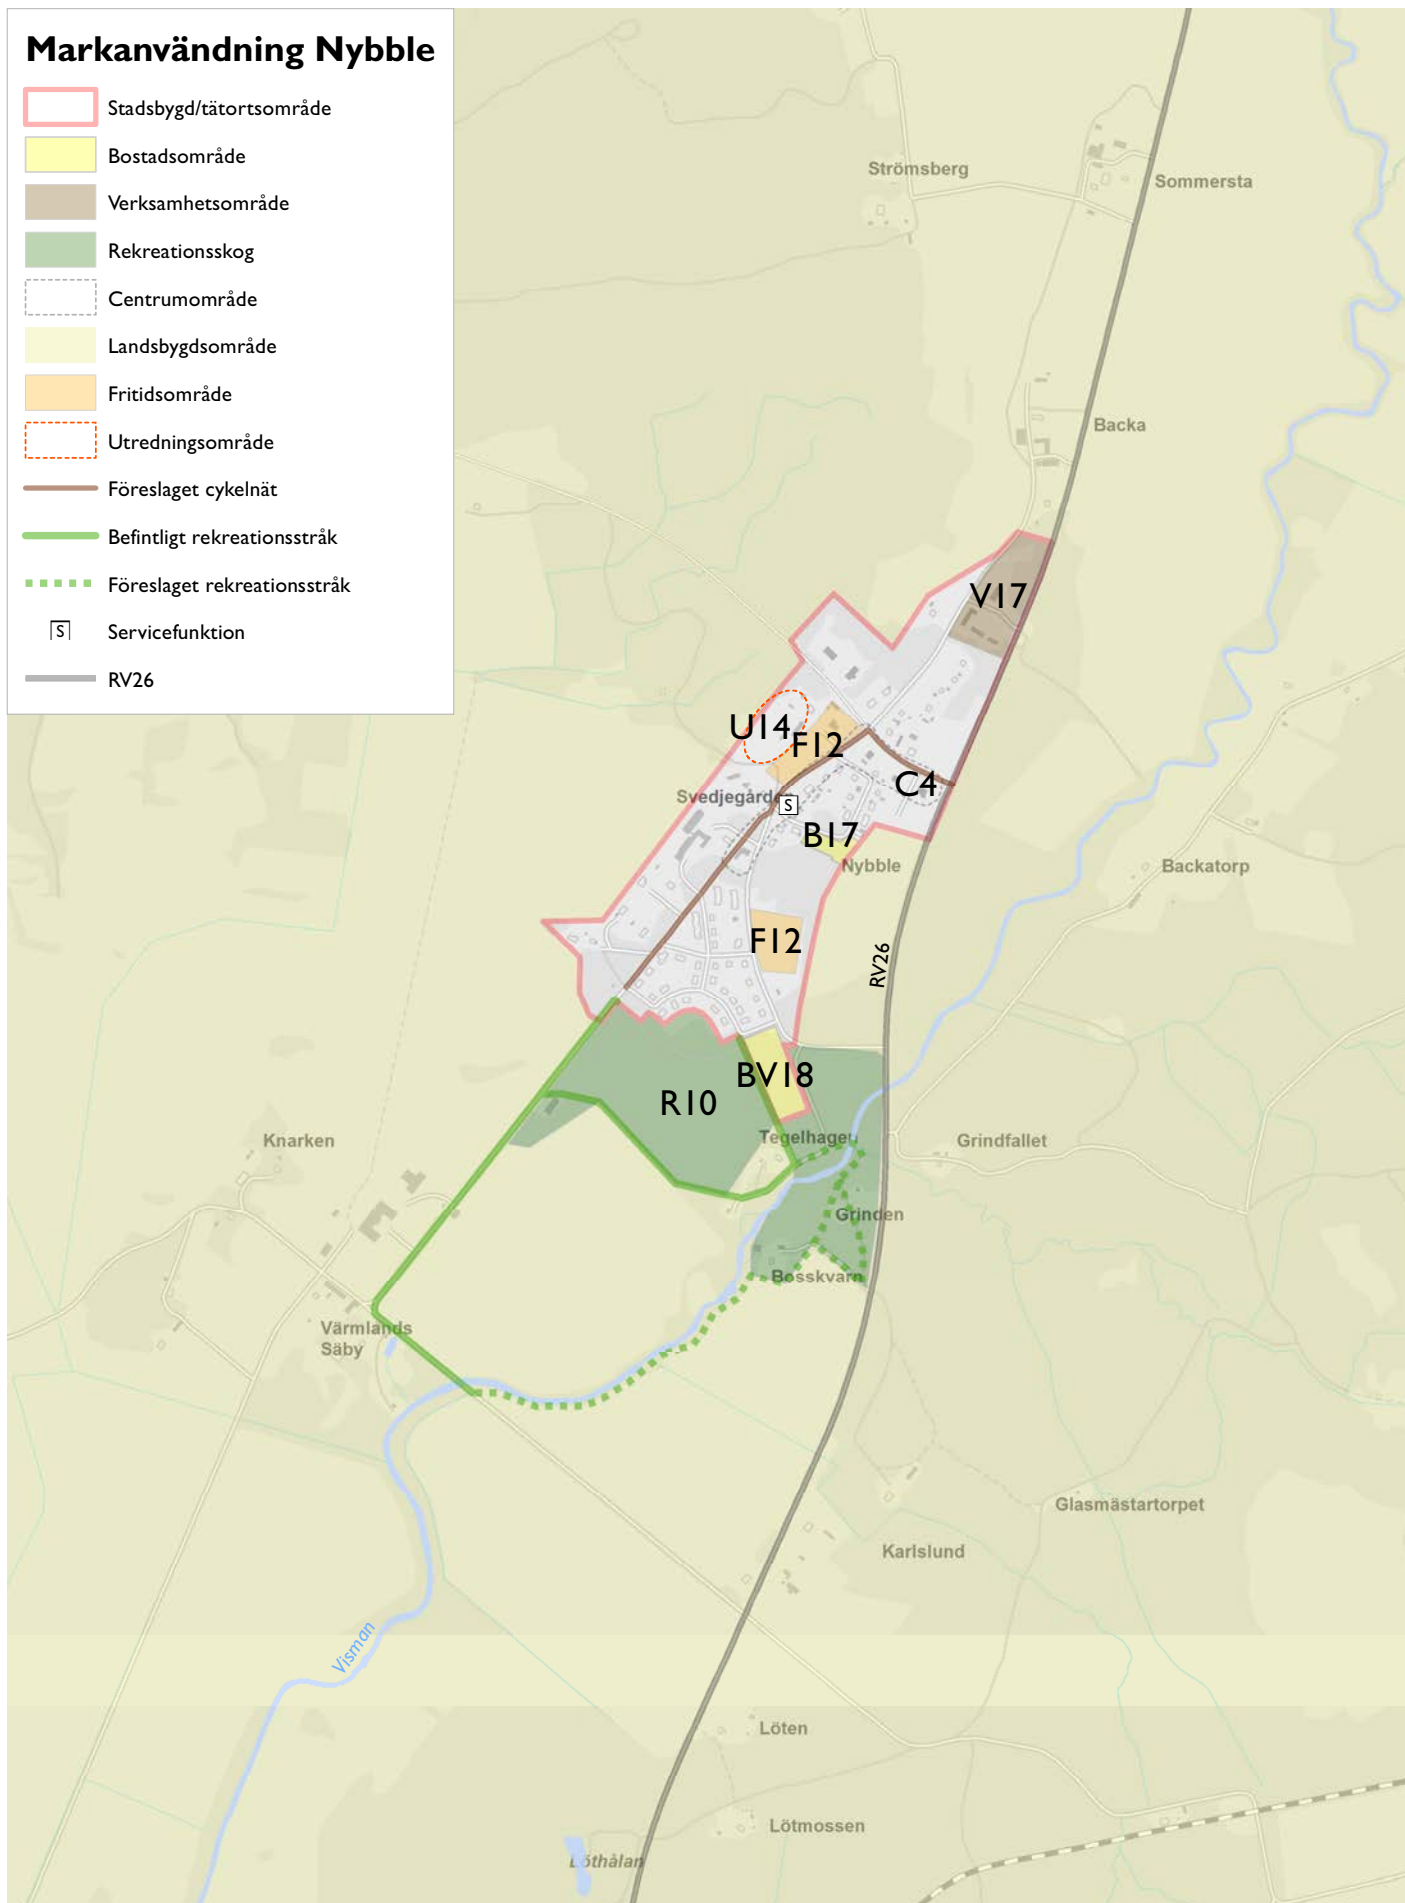 Markanvändning Nybble
Stadsbygd/tätortsområde
Bostadsområde
Verksamhetsområde
Rekreationsskog
Centrumområde
Landsbygdsområde
Fritidsområde
Utredningsområde
Föreslaget cykelnät
Befintligt rekreationsstråk
Föreslaget rekreationsstråk
S Servicefunktion
RV26
Strömsberg
Sommersta
Backa
V17
U14
F12
C4
Svedjegården
S
B17
Nybble
Backatorp
F12
RV26
BV18
R10
Tegelhagen
Knarken
Grindfallet
Grinden
Bosskvarn
Värmlands
Säby
Glasmästartorpet
Karlslund
Visman
Löten
Lötmossen
Löthålan